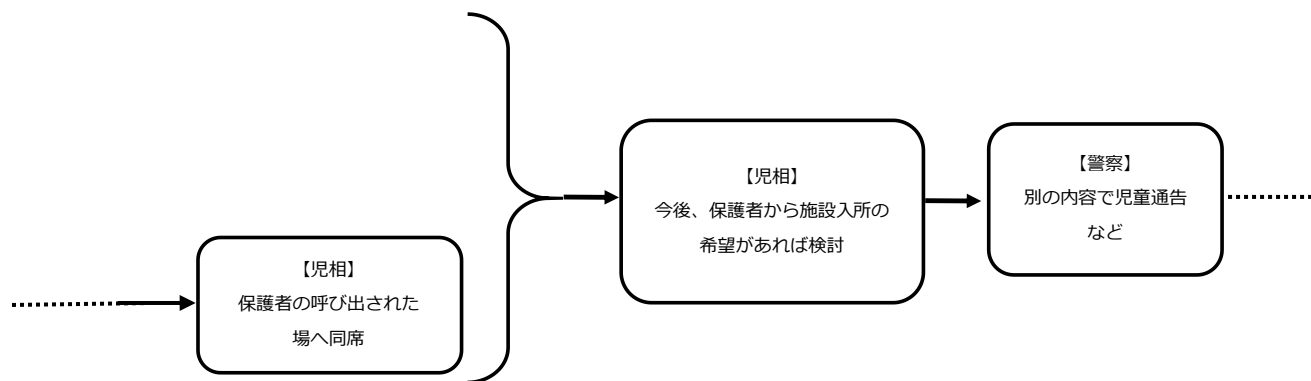 【児相】
保護者の呼び出された
場へ同席
【児相】
今後、保護者から施設入所の
希望があれば検討
【警察】
別の内容で児童通告
など